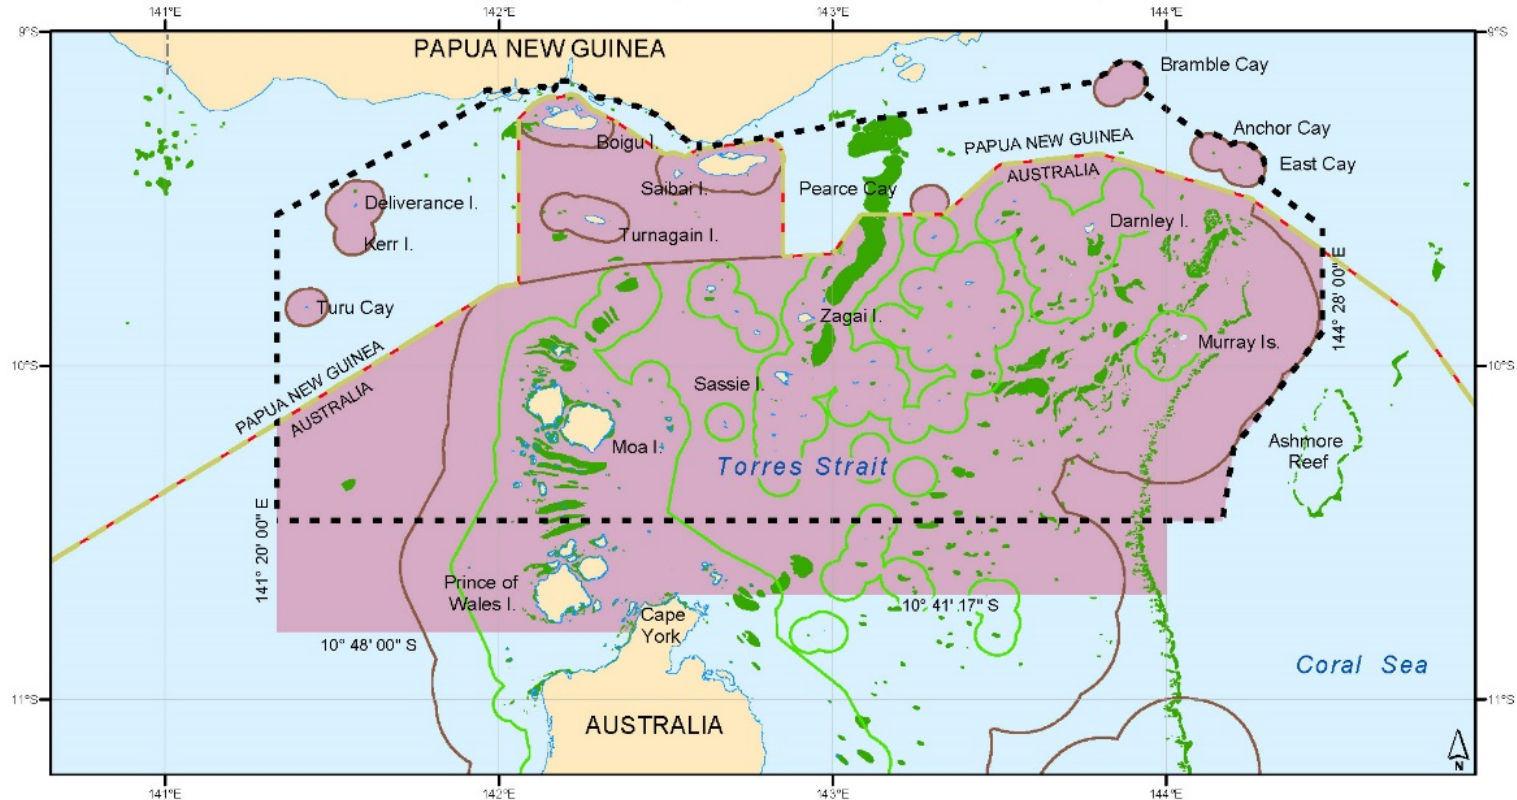 141°E 142°E 143°E 144°E
9°S 9°S
PAPUA NEW GUINEA
Bramble Cay
Anchor Cay
East Cay
PAPUA NEW GUINEA
AUSTRALIA
Boigu I.
Saibai I.
Pearce Cay
Deliverance I.
Kerr I.
Turnagain I.
Darnley I.
144° 28' 00" E
Turu Cay
Zagai I.
Murray Is.
10°S 10°S
PAPUA NEW GUINEA
AUSTRALIA
Sassie I.
Moa I.
Ashmore
Reef
Torres Strait
141° 20' 00" E
Prince of
Wales I.
10° 41'.17" S
Cape
York
10° 48' 00" S
Coral Sea
11°S 11°S
AUSTRALIA
N
141°E 142°E 143°E 144°E